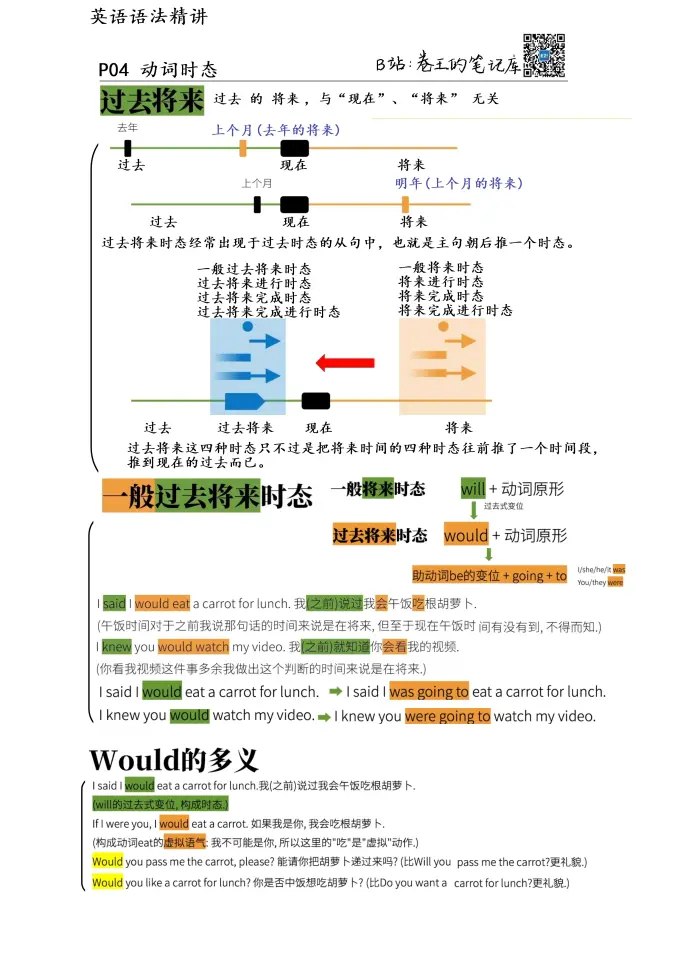 英语语法精讲
B站:卷王的笔记库
P04 动词时态
过去将来 过去 的 将来，与“现在”、“将来” 无关
去年 上个月(去年的将来)
过去 现在 将来
上个月 明年(上个月的将来)
过去 现在 将来
过去将来时态经常出现于过去时态的从句中，也就是主句朝后推一个时态。
一般过去将来时态 一般将来时态
过去将来进行时态 将来进行时态
过去将来完成时态 将来完成时态
过去将来完成进行时态 将来完成进行时态
过去 过去将来 现在 将来
过去将来这四种时态只不过是把将来时间的四种时态往前推了一个时间段，
推到现在的过去而已。
一般过去将来时态 一般将来时态 will + 动词原形
过去式变位
过去将来时态 would + 动词原形
助动词be的变位 + going + to I/she/he/it was
You/they were
I said I would eat a carrot for lunch. 我(之前)说过我会午饭吃根胡萝卜.
(午饭时间对于之前我说那句话的时间来说是在将来, 但至于现在午饭时 间有没有到, 不得而知.)
I knew you would watch my video. 我(之前)就知道你会看我的视频.
(你看我视频这件事多余我做出这个判断的时间来说是在将来.)
I said I would eat a carrot for lunch. I said I was going to eat a carrot for lunch.
I knew you would watch my video. I knew you were going to watch my video.
Would的多义
I said I would eat a carrot for lunch.我(之前)说过我会午饭吃根胡萝卜.
(will的过去式变位, 构成时态.)
If I were you, I would eat a carrot. 如果我是你, 我会吃根胡萝卜.
(构成动词eat的虚拟语气: 我不可能是你, 所以这里的"吃"是"虚拟"动作.)
Would you pass me the carrot, please? 能请你把胡萝卜递过来吗? (比Will you pass me the carrot?更礼貌.)
Would you like a carrot for lunch? 你是否中饭想吃胡萝卜? (比Do you want a carrot for lunch?更礼貌.)